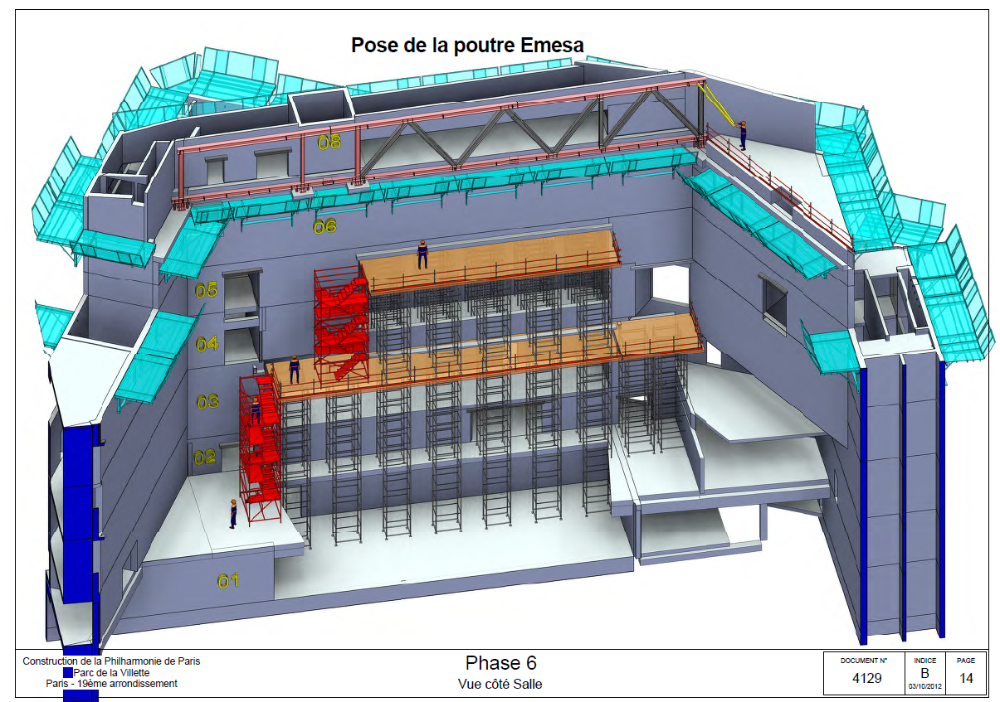 Pose de la poutre Emesa
08
06
05
04
03
02
01
Construction de la Philharmonie de Paris
Parc de la Villette
Paris - 19ème arrondissement
Phase 6
Vue côté Salle
DOCUMENT N°
4129
INDICE
B
03/10/2012
PAGE
14